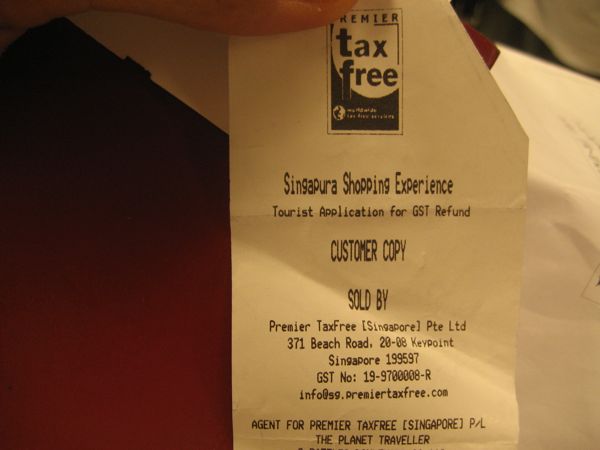 PREMIER
tax
free
worldwide
tax free services
Singapura Shopping Experience
Tourist Application for GST Refund
CUSTOMER COPY
SOLD BY
Premier TaxFree [Singapore] Pte Ltd
371 Beach Road, 20-08 Keypoint
Singapore 199597
GST No: 19-9700008-R
info@sg.premiertaxfree.com
AGENT FOR PREMIER TAXFREE [SINGAPORE] P/L
THE PLANET TRAVELLER